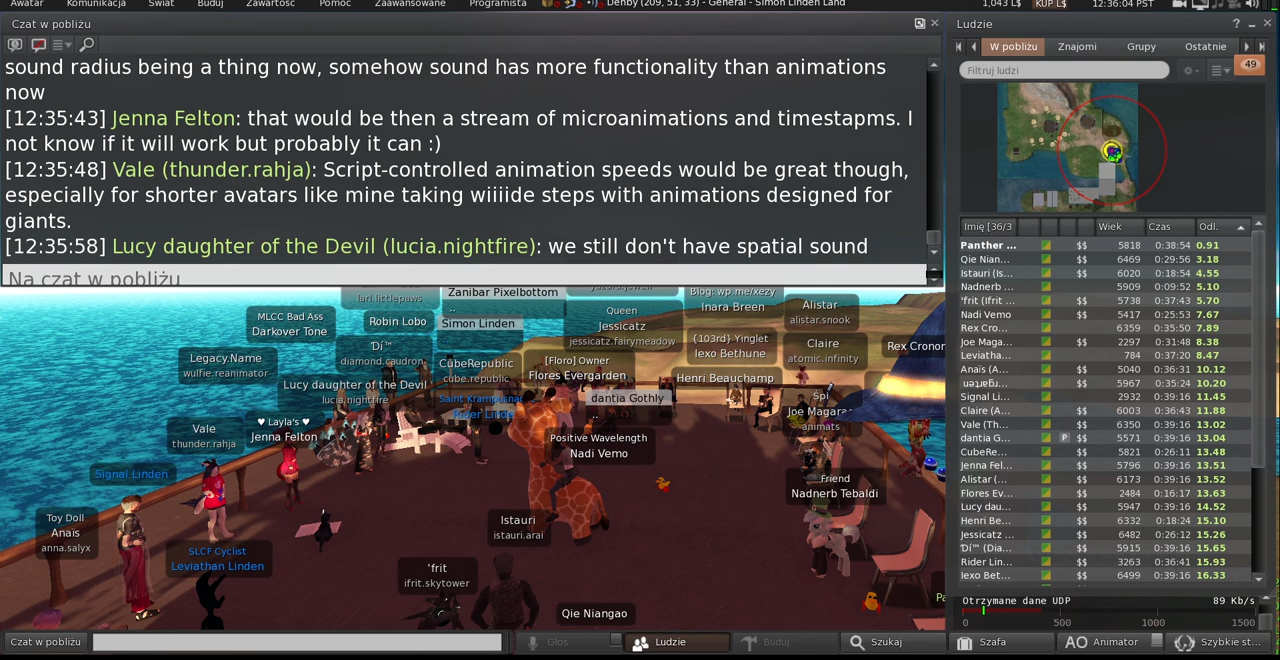 Awatar Komunikacja Świat Buduj Zawartość Pomoc Zaawansowane Programista Denby (209, 51, 33) - General - Simon Linden Land 1,043 L$ KUP L$ 12:36:04 PST
Czat w pobliżu
sound radius being a thing now, somehow sound has more functionality than animations
now
[12:35:43] Jenna Felton: that would be then a stream of microanimations and timestapms. I
not know if it will work but probably it can :)
[12:35:48] Vale (thunder.rahja): Script-controlled animation speeds would be great though,
especially for shorter avatars like mine taking wiiiide steps with animations designed for
giants.
[12:35:58] Lucy daughter of the Devil (lucia.nightfire): we still don't have spatial sound
Na czat w pobliżu
lari.littlepaws
Zanibar Pixelbottom
..
Blog: wp.me/xezy
Inara Breen
MLCC Bad Ass
Darkover Tone
Robin Lobo
Simon Linden
Queen
Jessicatz
jessicatz.fairymeadow
Alistar
alistar.snook
Ɗí™
diamond.caudron
{103rd} Yinglet
Iexo Bethune
Claire
atomic.infinity
Rex Cronon
Legacy.Name
wulfie.reanimator
CubeRepublic
cube.republic
[Floro] Owner
Flores Evergarden
Henri Beauchamp
Lucy daughter of the Devil
lucia.nightfire
Saint Krampusnacht
Rider Linden
dantia Gothly
..
Spi
Joe Magarac
animats
♥ Layla's ♥
Jenna Felton
Vale
thunder.rahja
Positive Wavelength
Nadi Vemo
Signal Linden
Friend
Nadnerb Tebaldi
Toy Doll
Anaïs
anna.salyx
Istauri
istauri.arai
SLCF Cyclist
Leviathan Linden
'frit
ifrit.skytower
Qie Niangao
Pa
Czat w pobliżu Głos Ludzie Buduj Szukaj
Ludzie ?
W pobliżu Znajomi Grupy Ostatnie
Filtruj ludzi 49
Imię [36/3 Wiek Czas Odl.
Panther ... $$ 5818 0:38:54 0.91
Qie Nian... $$ 6469 0:29:56 3.18
Istauri (Is... $$ 6020 0:18:54 4.55
Nadnerb ... 5909 0:09:52 5.10
'frit (Ifrit ... $$ 5738 0:37:43 5.70
Nadi Vemo $$ 5417 0:25:53 7.67
Rex Cro... 6359 0:35:50 7.89
Joe Maga... $$ 2297 0:31:48 8.38
Leviatha... 784 0:37:20 8.47
Anaïs (A... $$ 5040 0:36:31 10.12
$$ 5967 0:35:24 10.20
Signal Li... 2932 0:39:16 11.45
Claire (A... $$ 6003 0:36:43 11.88
Vale (Th... $$ 6350 0:39:16 13.02
dantia G... P $$ 5571 0:39:16 13.04
CubeRe... $$ 5821 0:26:11 13.48
Jenna Fel... $$ 5796 0:39:16 13.51
Alistar (... $$ 6173 0:39:16 13.52
Flores Ev... $$ 2484 0:16:17 13.63
Lucy dau... $$ 5947 0:39:16 14.52
Henri Be... $$ 6332 0:18:24 15.10
Jessicatz ... $$ 6482 0:26:12 15.26
Ɗí™ (Dia... $$ 5915 0:39:16 15.65
Rider Lin... $$ 3263 0:36:41 15.93
Iexo Bet... $$ 6499 0:39:16 16.33
Otrzymane dane UDP 89 Kb/s
0 500 1000 1500
Szafa AO Animator Szybkie st...